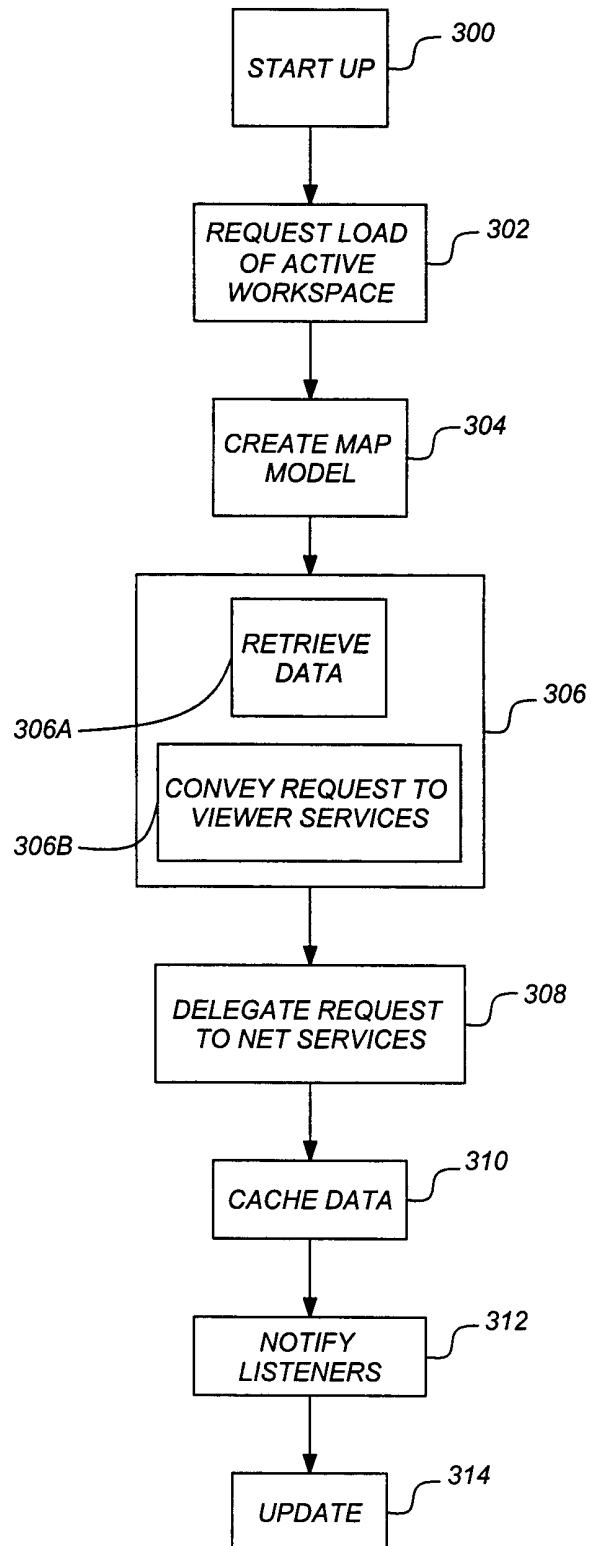 START UP
300
REQUEST LOAD
OF ACTIVE
WORKSPACE
302
CREATE MAP
MODEL
304
RETRIEVE
DATA
306A
306
CONVEY REQUEST TO
VIEWER SERVICES
306B
DELEGATE REQUEST
TO NET SERVICES
308
CACHE DATA
310
NOTIFY
LISTENERS
312
UPDATE
314